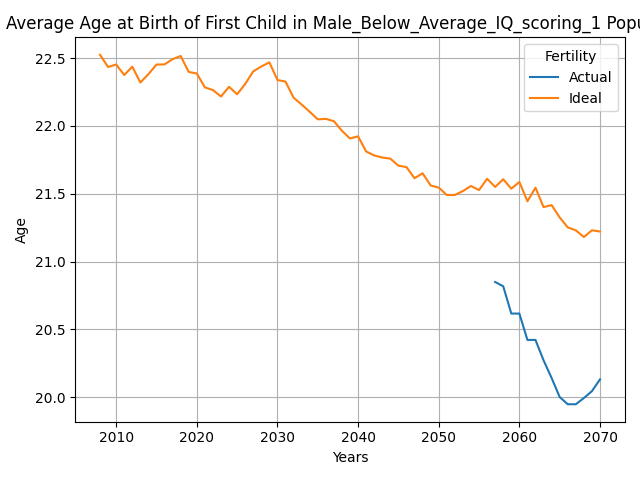 Average Age at Birth of First Child in Male_Below_Average_IQ_scoring_1 Popu
22.5
22.0
21.5
21.0
20.5
20.0
Age
Fertility
Actual
Ideal
2010 2020 2030 2040 2050 2060 2070
Years